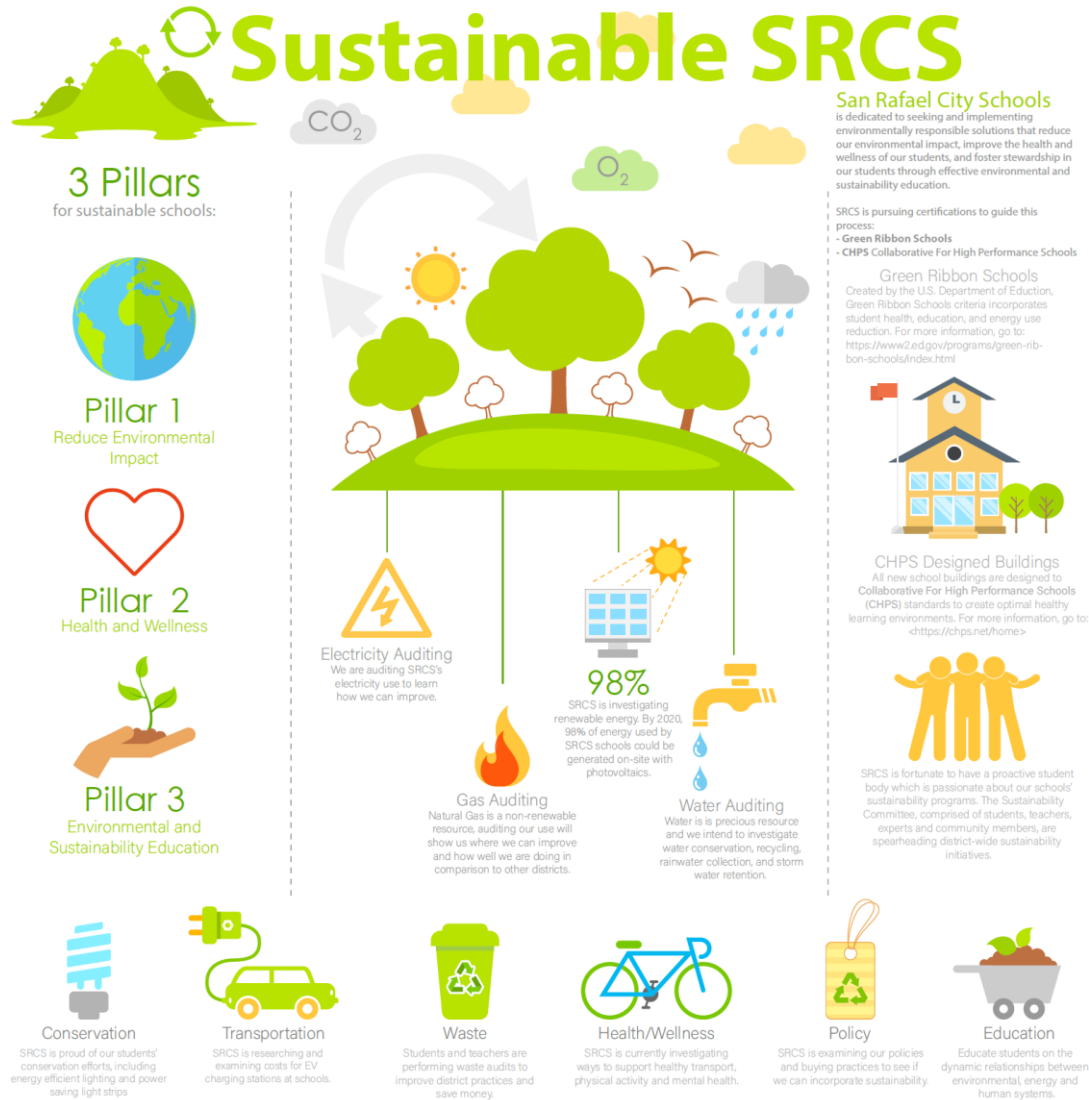 Sustainable SRCS
CO2
O2
3 Pillars
for sustainable schools:
Pillar 1
Reduce Environmental
Impact
Pillar 2
Health and Wellness
Pillar 3
Environmental and
Sustainability Education
Electricity Auditing
We are auditing SRCS's
electricity use to learn
how we can improve.
Gas Auditing
Natural Gas is a non-renewable
resource, auditing our use will
show us where we can improve
and how well we are doing in
comparison to other districts.
98%
SRCS is investigating
renewable energy. By 2020,
98% of energy used by
SRCS schools could be
generated on-site with
photovoltaics.
Water Auditing
Water is is precious resource
and we intend to investigate
water conservation, recycling,
rainwater collection, and storm
water retention.
San Rafael City Schools
is dedicated to seeking and implementing
environmentally responsible solutions that reduce
our environmental impact, improve the health and
wellness of our students, and foster stewardship in
our students through effective environmental and
sustainability education.
SRCS is pursuing certifications to guide this
process:
- Green Ribbon Schools
- CHPS Collaborative For High Performance Schools
Green Ribbon Schools
Created by the U.S. Department of Eduction,
Green Ribbon Schools criteria incorporates
student health, education, and energy use
reduction. For more information, go to:
https://www2.ed.gov/programs/green-rib-
bon-schools/index.html
CHPS Designed Buildings
All new school buildings are designed to
Collaborative For High Performance Schools
(CHPS) standards to create optimal healthy
learning environments. For more information, go to:
<https://chps.net/home>
SRCS is fortunate to have a proactive student
body which is passionate about our schools'
sustainability programs. The Sustainability
Committee, comprised of students, teachers,
experts and community members, are
spearheading district-wide sustainability
initiatives.
Conservation
SRCS is proud of our students'
conservation efforts, including
energy efficient lighting and power
saving light strips
Transportation
SRCS is researching and
examining costs for EV
charging stations at schools.
Waste
Students and teachers are
performing waste audits to
improve district practices and
save money.
Health/Wellness
SRCS is currently investigating
ways to support healthy transport,
physical activity and mental health.
Policy
SRCS is examining our policies
and buying practices to see if
we can incorporate sustainability.
Education
Educate students on the
dynamic relationships between
environmental, energy and
human systems.